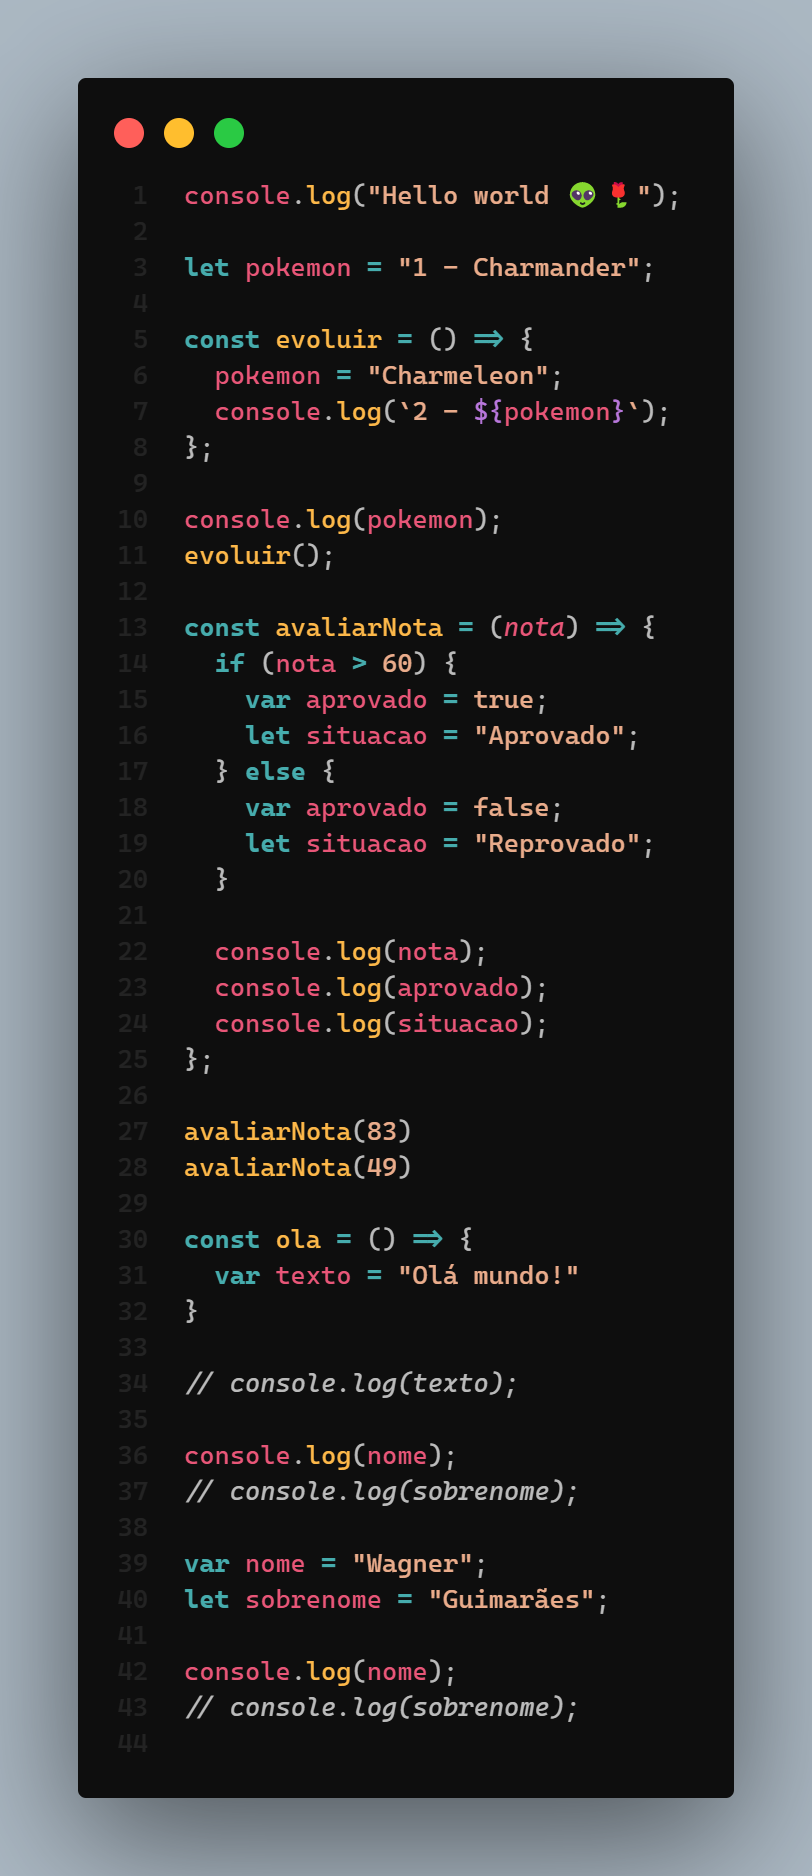 1 console.log("Hello world 👽🌹");
2
3 let pokemon = "1 - Charmander";
4
5 const evoluir = () => {
6   pokemon = "Charmeleon";
7   console.log(`2 - ${pokemon}`);
8 };
9
10 console.log(pokemon);
11 evoluir();
12
13 const avaliarNota = (nota) => {
14   if (nota > 60) {
15     var aprovado = true;
16     let situacao = "Aprovado";
17   } else {
18     var aprovado = false;
19     let situacao = "Reprovado";
20   }
21
22   console.log(nota);
23   console.log(aprovado);
24   console.log(situacao);
25 };
26
27 avaliarNota(83)
28 avaliarNota(49)
29
30 const ola = () => {
31   var texto = "Olá mundo!"
32 }
33
34 // console.log(texto);
35
36 console.log(nome);
37 // console.log(sobrenome);
38
39 var nome = "Wagner";
40 let sobrenome = "Guimarães";
41
42 console.log(nome);
43 // console.log(sobrenome);
44